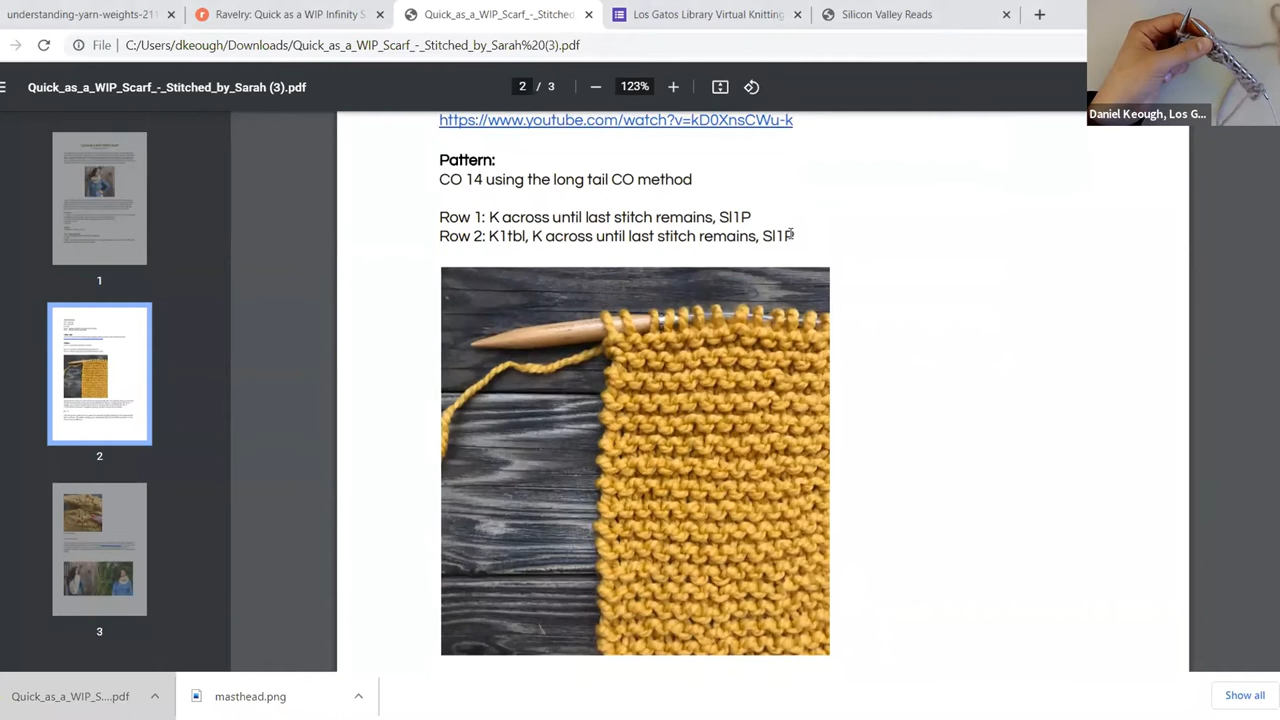 understanding-yarn-weights-211
Ravelry: Quick as a WIP Infinity S
Quick_as_a_WIP_Scarf_-_Stitched
Los Gatos Library Virtual Knitting
Silicon Valley Reads
File
C:/Users/dkeough/Downloads/Quick_as_a_WIP_Scarf_-_Stitched_by_Sarah%20(3).pdf
Quick_as_a_WIP_Scarf_-_Stitched_by_Sarah (3).pdf
2 / 3
123%
Daniel Keough, Los G...
https://www.youtube.com/watch?v=kD0XnsCWu-k
Pattern:
CO 14 using the long tail CO method
Row 1: K across until last stitch remains, Sl1P
Row 2: K1tbl, K across until last stitch remains, Sl1P
1
2
3
Quick_as_a_WIP_S....pdf
masthead.png
Show all